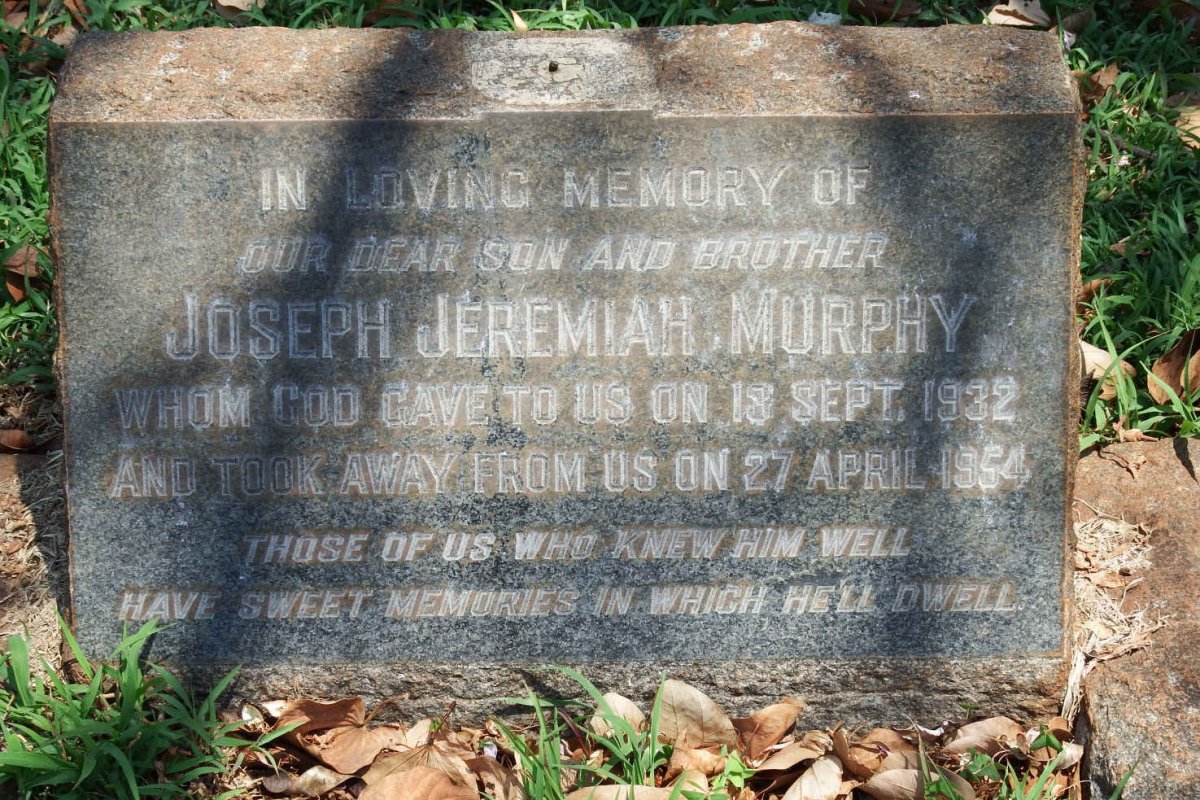 IN LOVING MEMORY OF
OUR DEAR SON AND BROTHER
JOSEPH JEREMIAH MURPHY
WHOM GOD GAVE TO US ON 13 SEPT. 1932
AND TOOK AWAY FROM US ON 27 APRIL 1954
THOSE OF US WHO KNEW HIM WELL
HAVE SWEET MEMORIES IN WHICH HE'LL DWELL